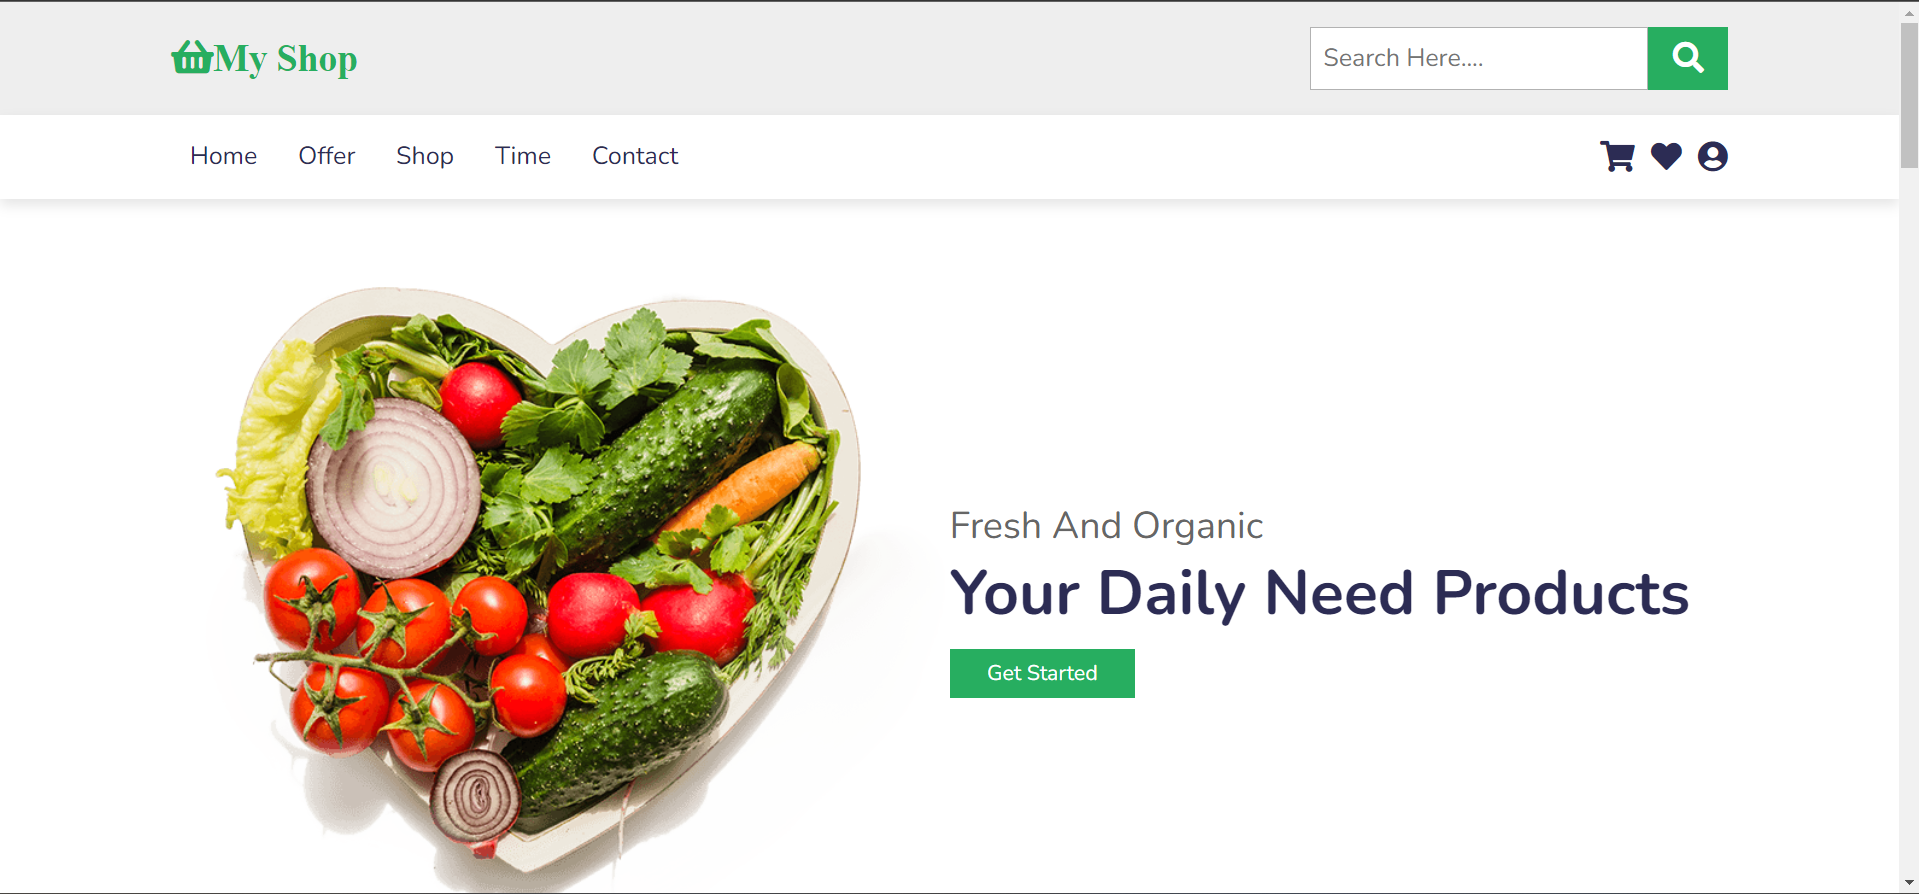 My Shop
Search Here....
Home Offer Shop Time Contact
Fresh And Organic
Your Daily Need Products
Get Started